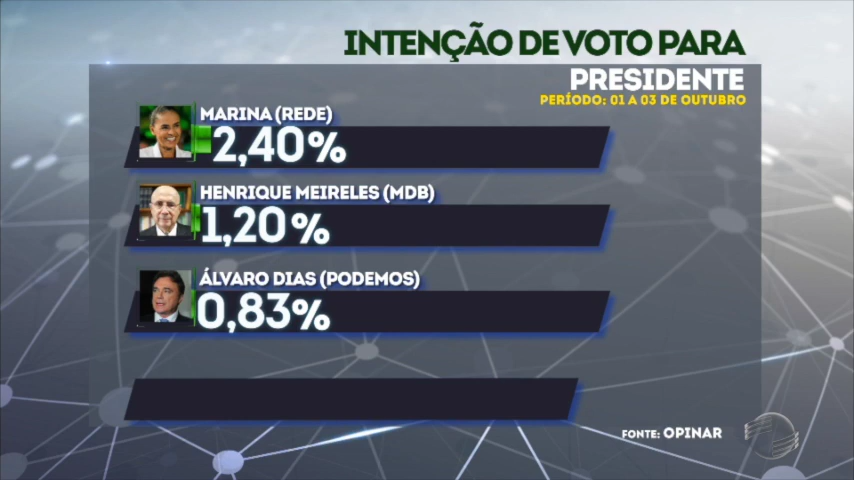 INTENÇÃO DE VOTO PARA
PRESIDENTE
PERÍODO: 01 A 03 DE OUTUBRO
MARINA (REDE)
2,40%
HENRIQUE MEIRELES (MDB)
1,20%
ÁLVARO DIAS (PODEMOS)
0,83%
FONTE: OPINAR